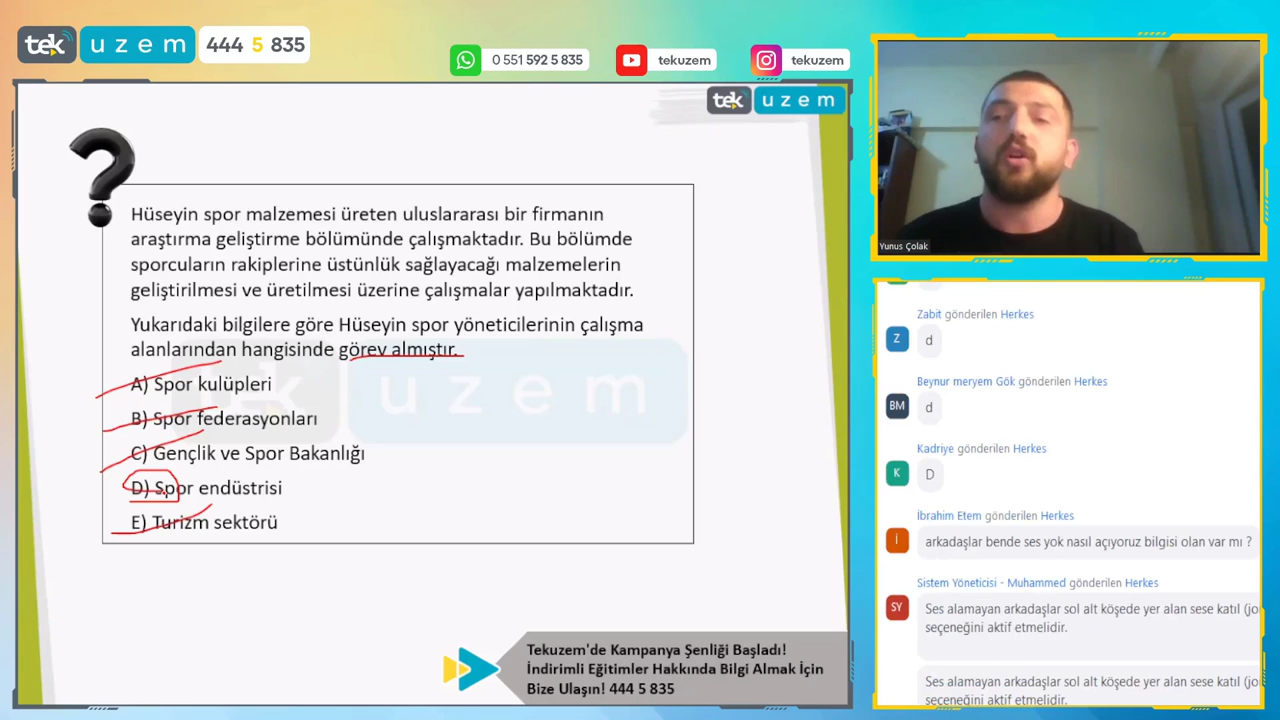 tek uzem 444 5 835
0 551 592 5 835
tekuzem
tekuzem
tek uzem
Hüseyin spor malzemesi üreten uluslararası bir firmanın
araştırma geliştirme bölümünde çalışmaktadır. Bu bölümde
sporcuların rakiplerine üstünlük sağlayacağı malzemelerin
geliştirilmesi ve üretilmesi üzerine çalışmalar yapılmaktadır.
Yukarıdaki bilgilere göre Hüseyin spor yöneticilerinin çalışma
alanlarından hangisinde görev almıştır.
A) Spor kulüpleri
B) Spor federasyonları
C) Gençlik ve Spor Bakanlığı
D) Spor endüstrisi
E) Turizm sektörü
tek uzem
Tekuzem'de Kampanya Şenliği Başladı!
İndirimli Eğitimler Hakkında Bilgi Almak İçin
Bize Ulaşın! 444 5 835
Yunus Çolak
Zabit gönderilen Herkes
Z
d
Beynur meryem Gök gönderilen Herkes
BM
d
Kadriye gönderilen Herkes
K
D
İbrahim Etem gönderilen Herkes
İ
arkadaşlar bende ses yok nasıl açıyoruz bilgisi olan var mı ?
Sistem Yöneticisi - Muhammed gönderilen Herkes
SY
Ses alamayan arkadaşlar sol alt köşede yer alan sese katıl (jo
seçeneğini aktif etmelidir.
Ses alamayan arkadaşlar sol alt köşede yer alan sese katıl (jo
seçeneğini aktif etmelidir.